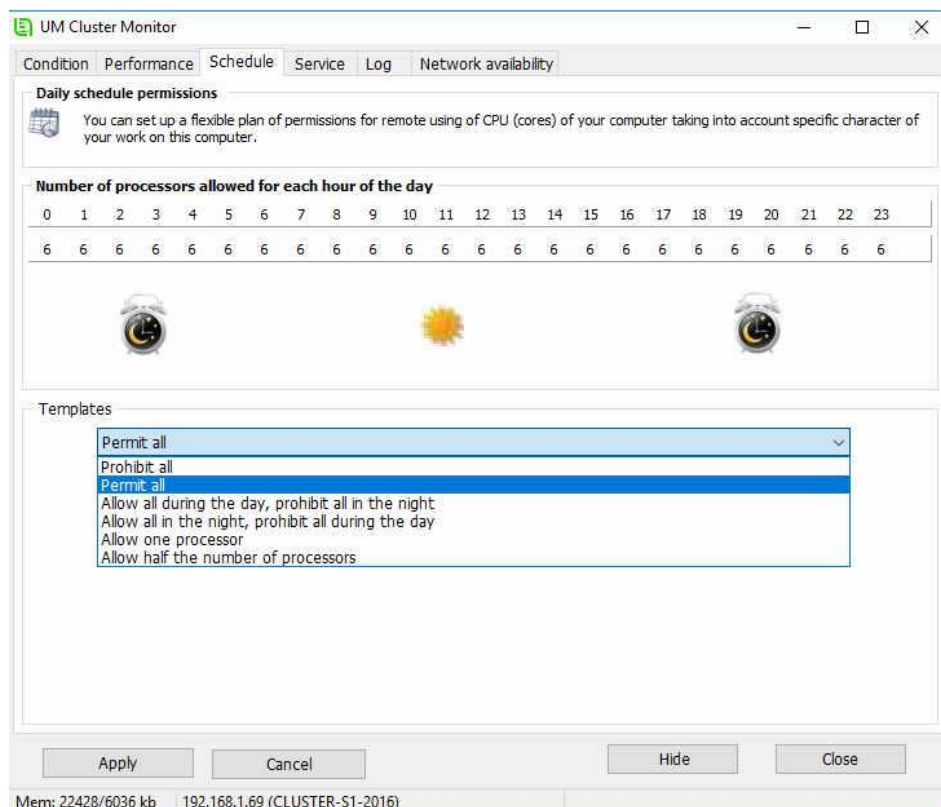 UM Cluster Monitor
Condition Performance Schedule Service Log Network availability
Daily schedule permissions
You can set up a flexible plan of permissions for remote using of CPU (cores) of your computer taking into account specific character of
your work on this computer.
Number of processors allowed for each hour of the day
0 1 2 3 4 5 6 7 8 9 10 11 12 13 14 15 16 17 18 19 20 21 22 23
6 6 6 6 6 6 6 6 6 6 6 6 6 6 6 6 6 6 6 6 6 6 6 6
Templates
Permit all
Prohibit all
Permit all
Allow all during the day, prohibit all in the night
Allow all in the night, prohibit all during the day
Allow one processor
Allow half the number of processors
Apply Cancel Hide Close
Mem: 22428/6036 kb 192.168.1.69 (CLUSTER-S1-2016)